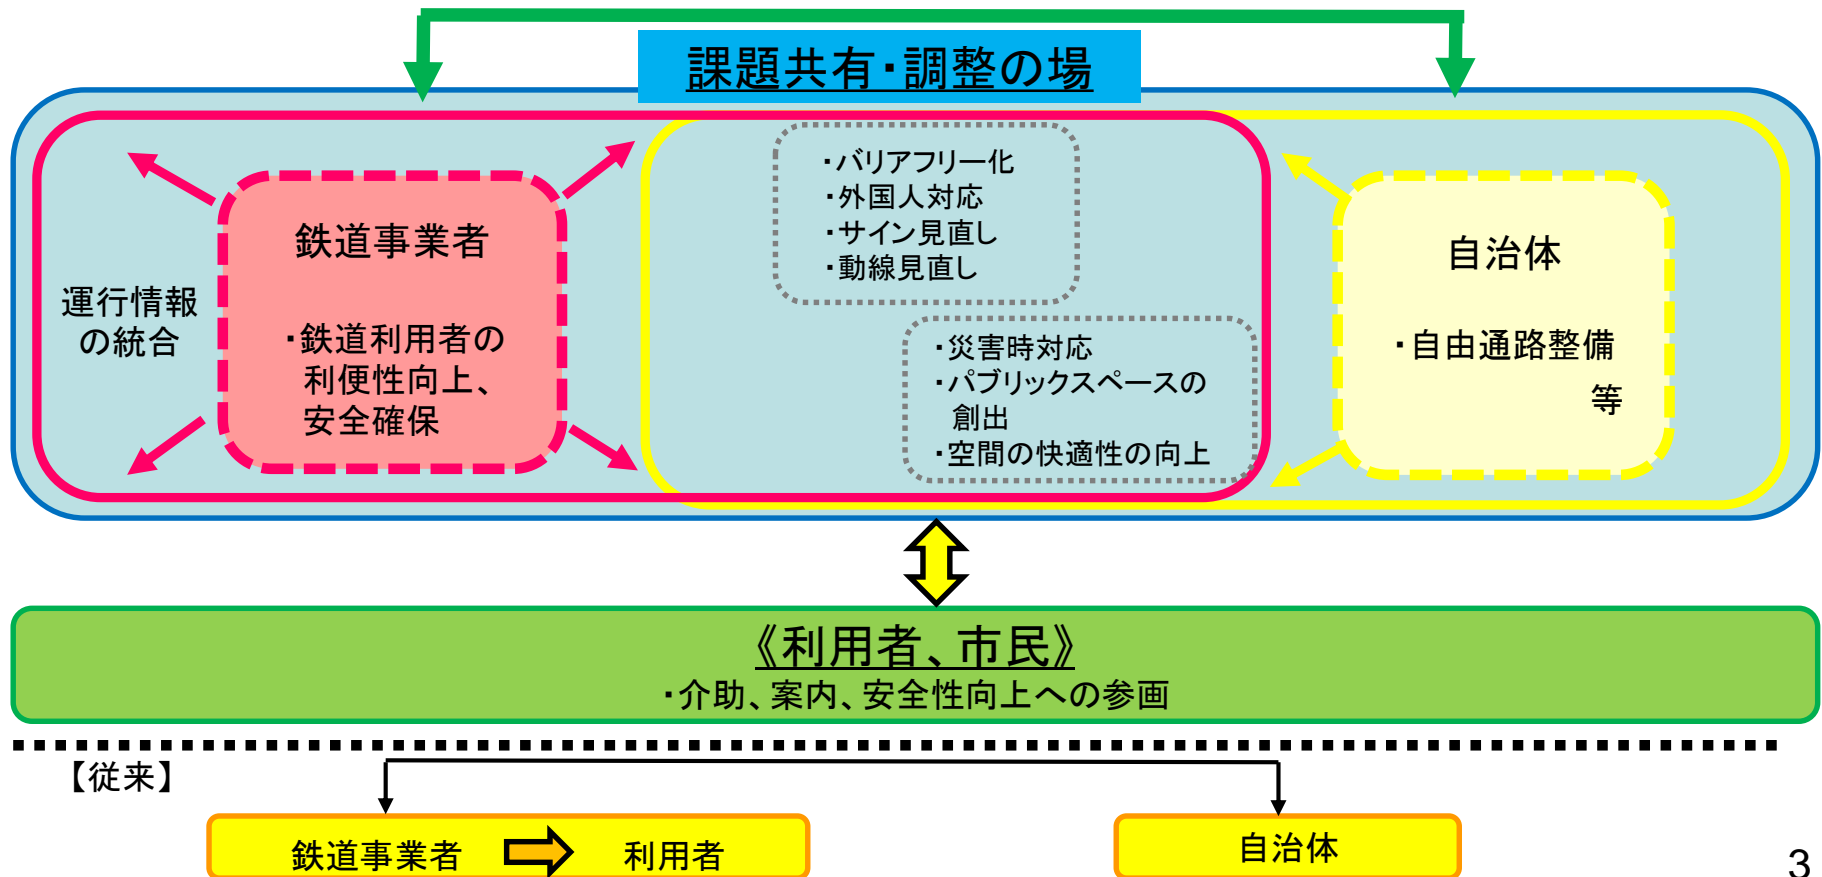 課題共有・調整の場
・バリアフリー化
・外国人対応
・サイン見直し
・動線見直し
鉄道事業者
・鉄道利用者の
利便性向上、
安全確保
運行情報
の統合
・災害時対応
・パブリックスペースの
創出
・空間の快適性の向上
自治体
・自由通路整備
等
《利用者、市民》
・介助、案内、安全性向上への参画
【従来】
鉄道事業者
利用者
自治体
3